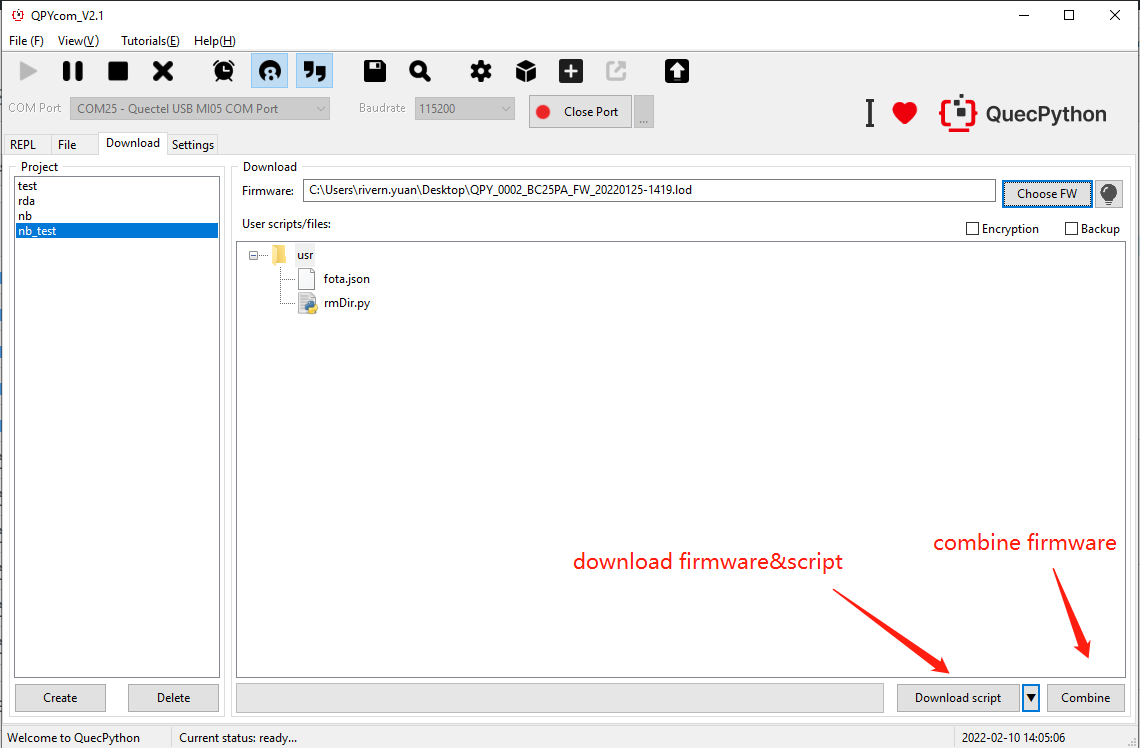 QPYcom_V2.1
File (F) View(V) Tutorials(E) Help(H)
COM Port COM25 - Quectel USB MI05 COM Port Baudrate 115200 Close Port ... QuecPython
REPL File Download Settings
Project
test
rda
nb
nb_test
Create Delete
Download
Firmware: C:\Users\rivern.yuan\Desktop\QPY_0002_BC25PA_FW_20220125-1419.lod Choose FW
User scripts/files: Encryption Backup
usr
fota.json
rmDir.py
combine firmware
download firmware&script
Download script Combine
Welcome to QuecPython Current status: ready... 2022-02-10 14:05:06